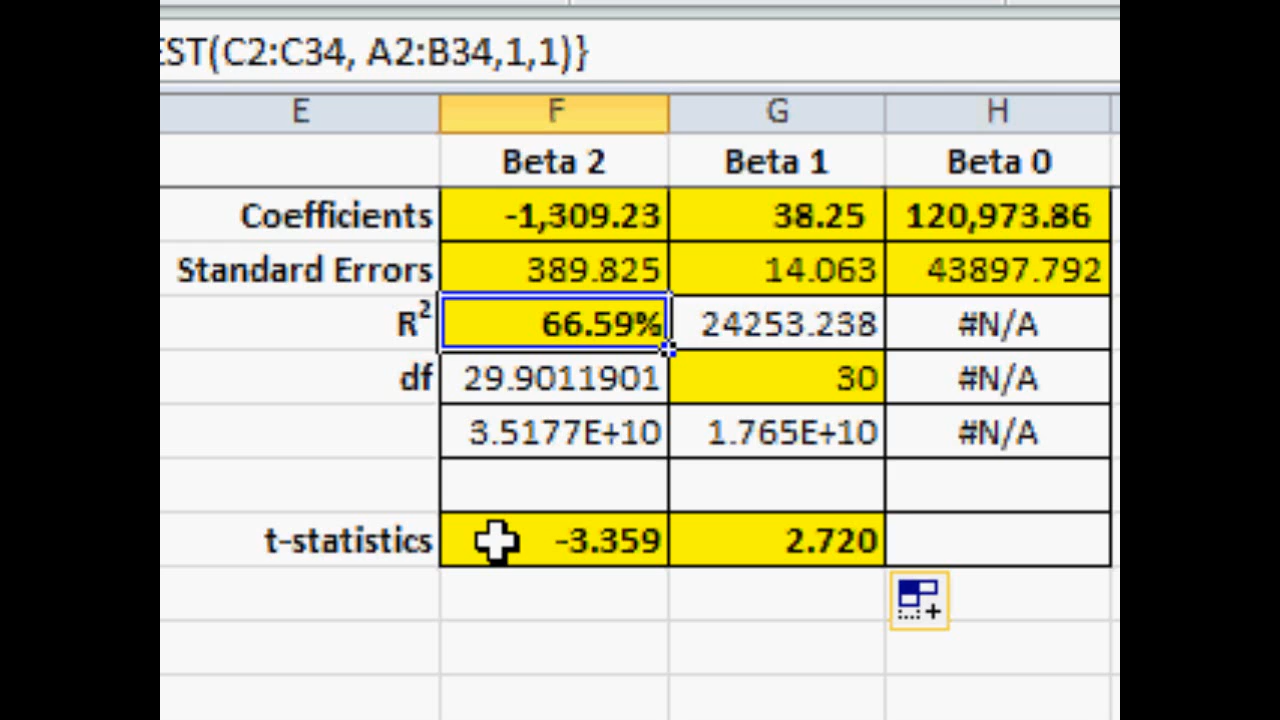 EST(C2:C34, A2:B34,1,1)}
E F G H
Beta 2 Beta 1 Beta 0
Coefficients -1,309.23 38.25 120,973.86
Standard Errors 389.825 14.063 43897.792
R² 66.59% 24253.238 #N/A
df 29.9011901 30 #N/A
3.5177E+10 1.765E+10 #N/A
t-statistics -3.359 2.720